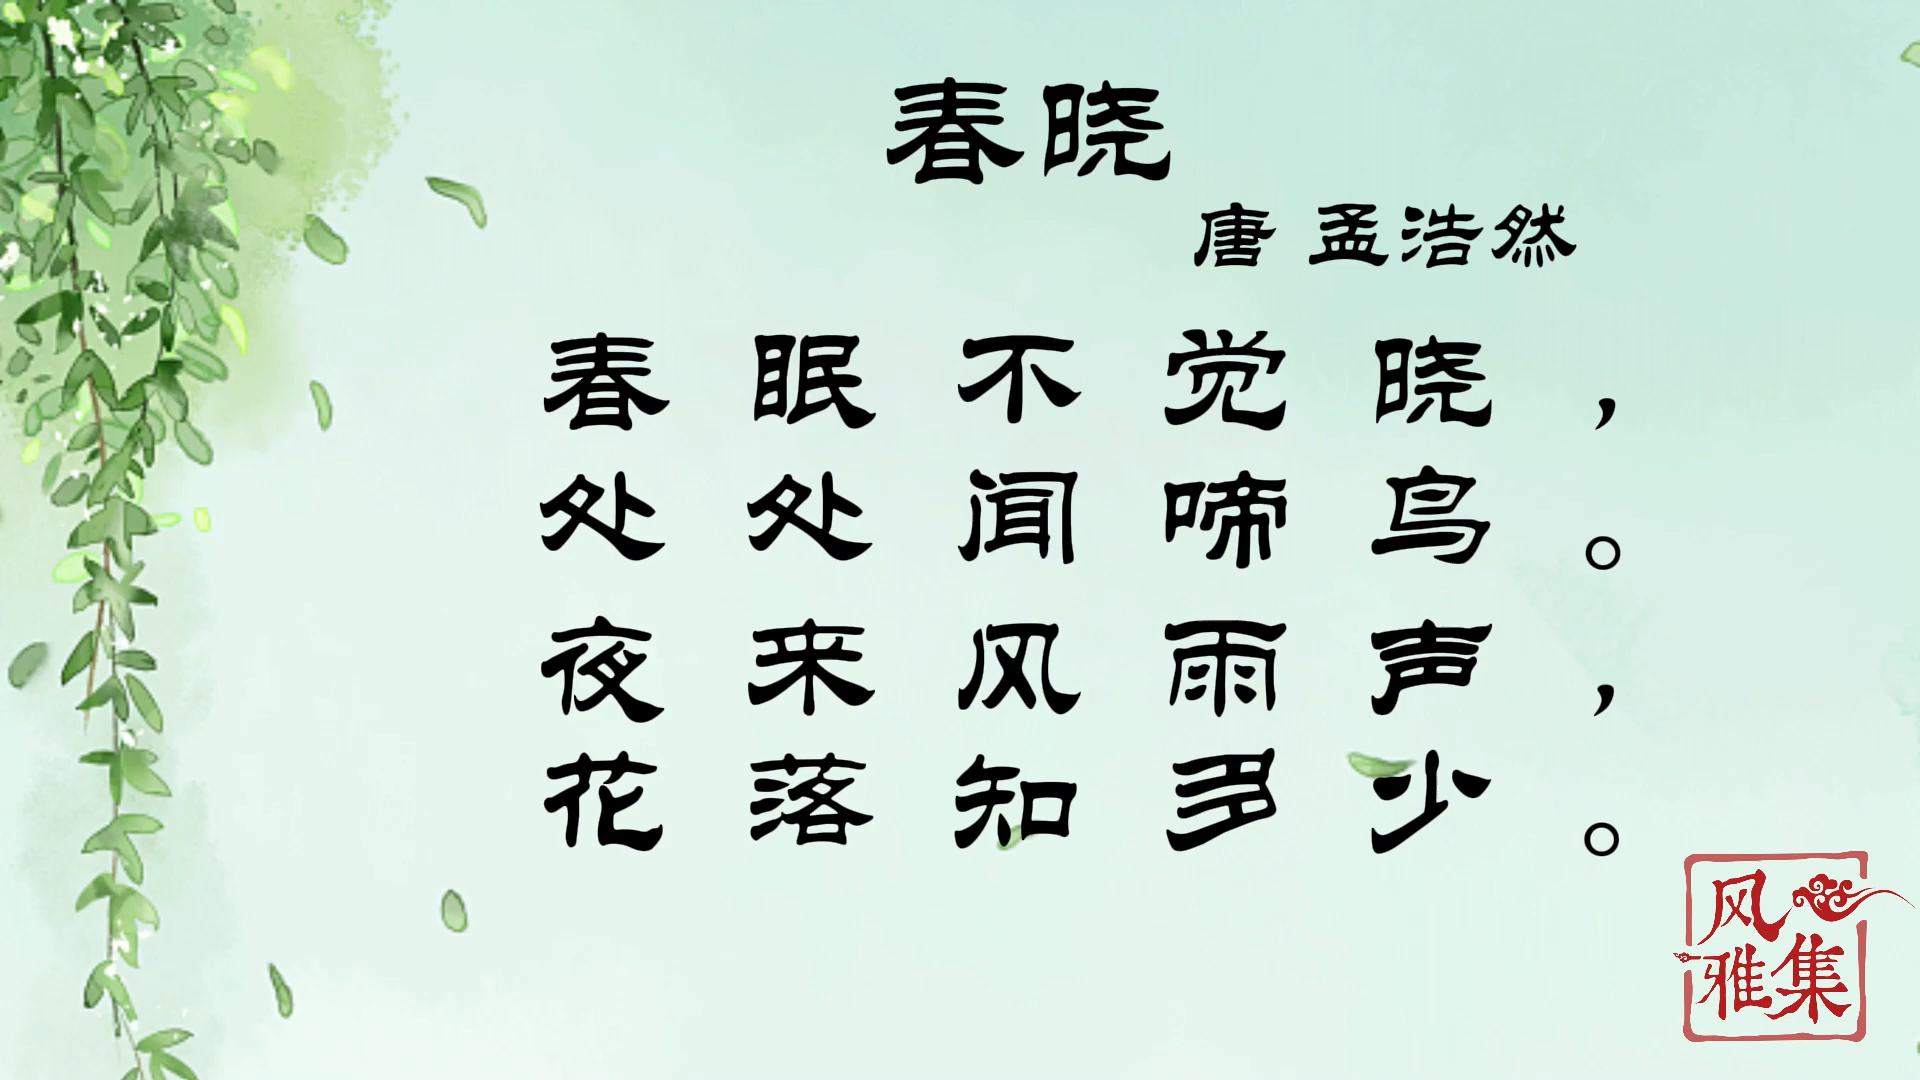 春晓
唐 孟浩然
春眠不觉晓，
处处闻啼鸟。
夜来风雨声，
花落知多少。
风
雅集